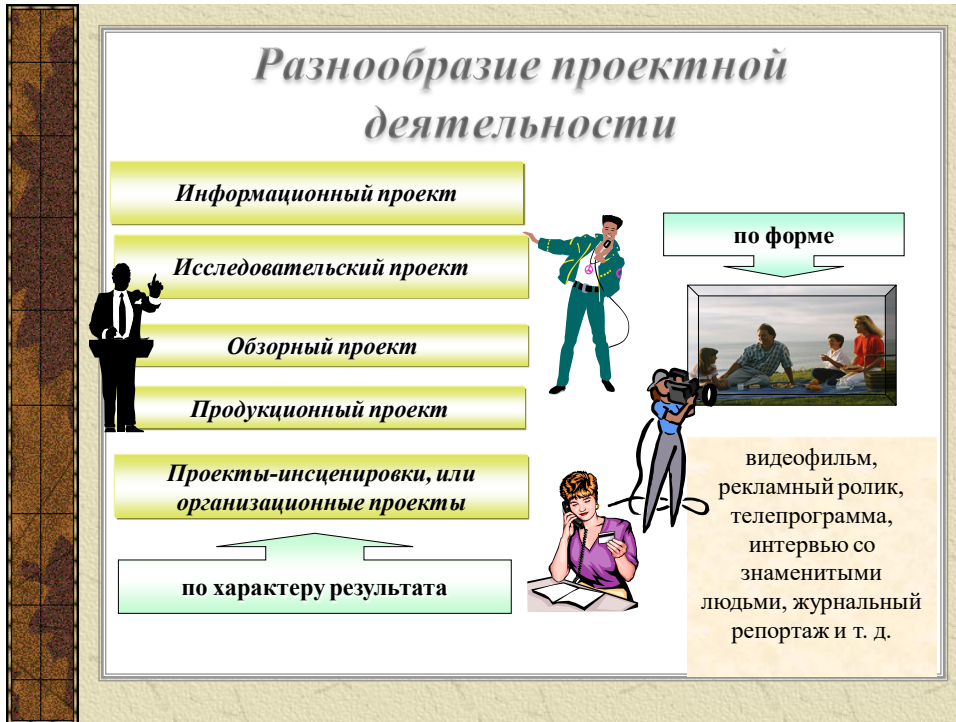 Разнообразие проектной
деятельности
Информационный проект
Исследовательский проект
Обзорный проект
Продукционный проект
Проекты-инсценировки, или
организационные проекты
по характеру результата
по форме
видеофильм,
рекламный ролик,
телепрограмма,
интервью со
знаменитыми
людьми, журнальный
репортаж и т. д.